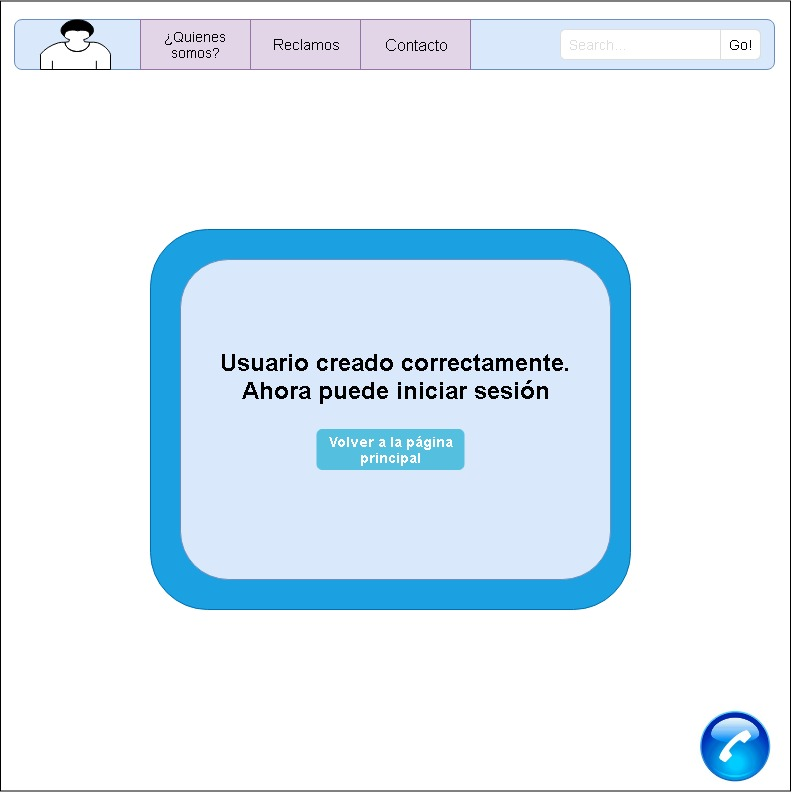 ¿Quienes
somos?
Reclamos
Contacto
Search...
Go!
Usuario creado correctamente.
Ahora puede iniciar sesión
Volver a la página
principal